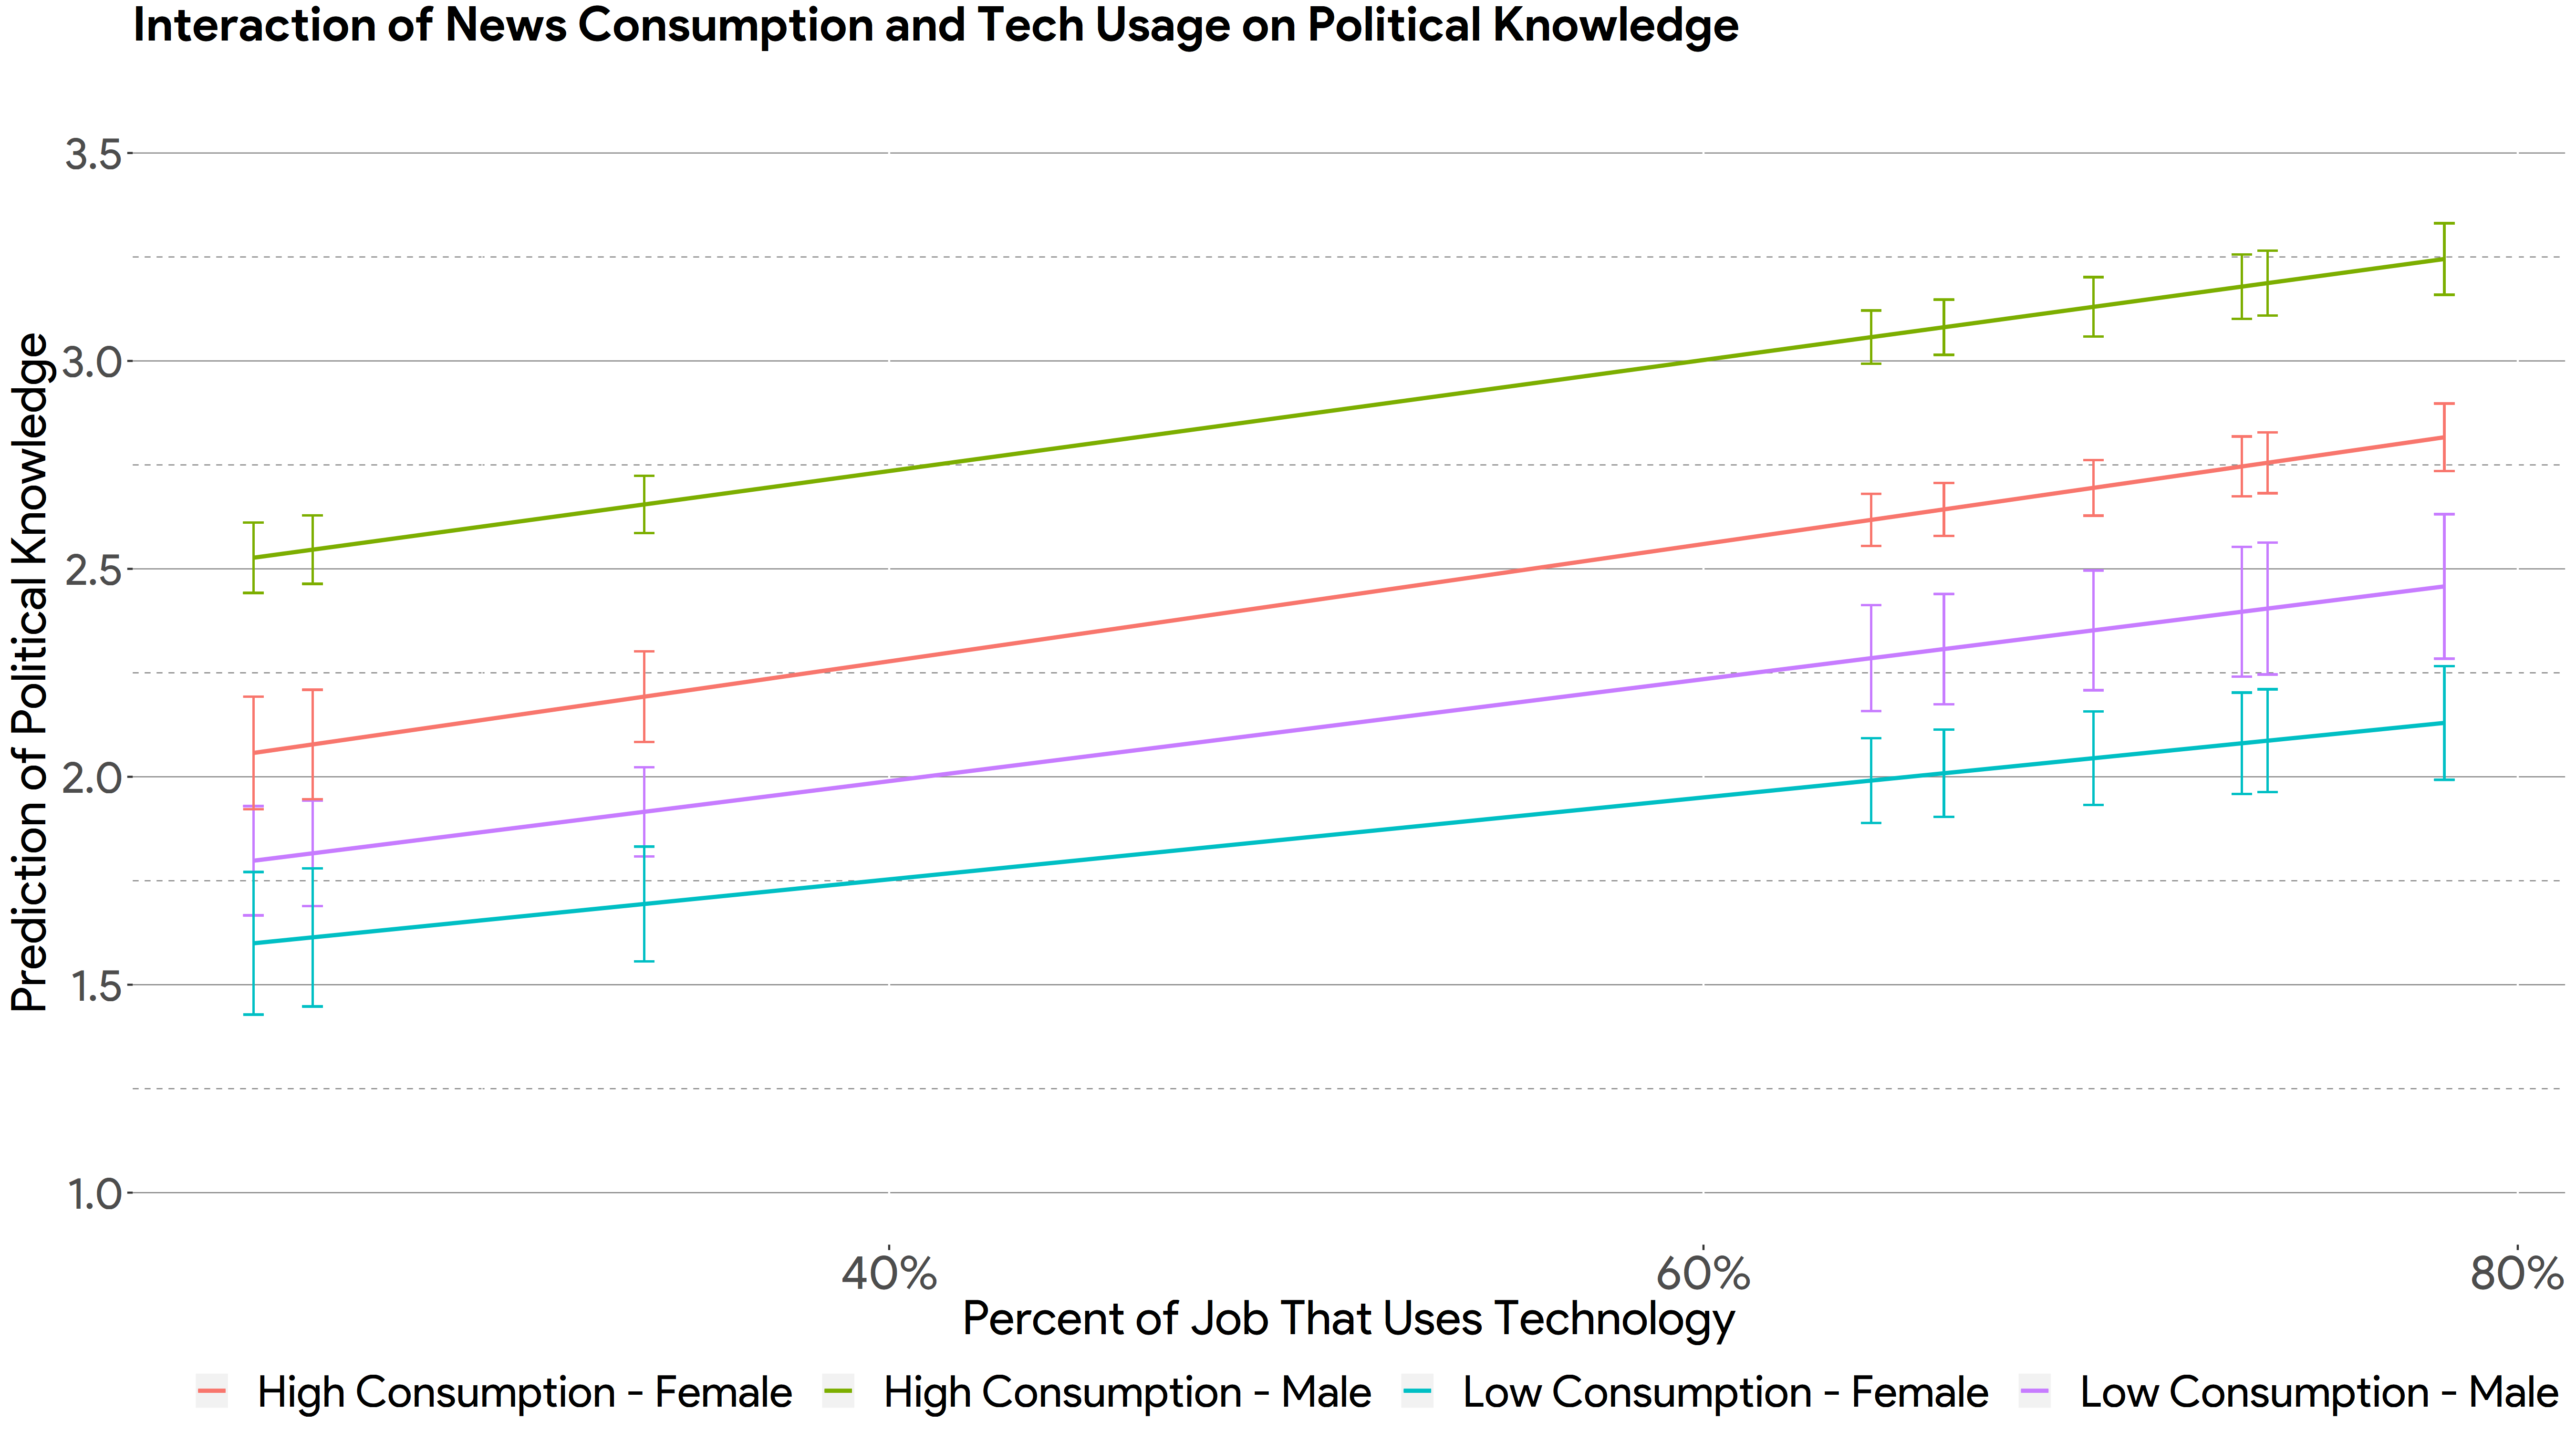 Interaction of News Consumption and Tech Usage on Political Knowledge
Prediction of Political Knowledge
3.5
3.0
2.5
2.0
1.5
1.0
40% 60% 80%
Percent of Job That Uses Technology
High Consumption - Female High Consumption - Male Low Consumption - Female Low Consumption - Male